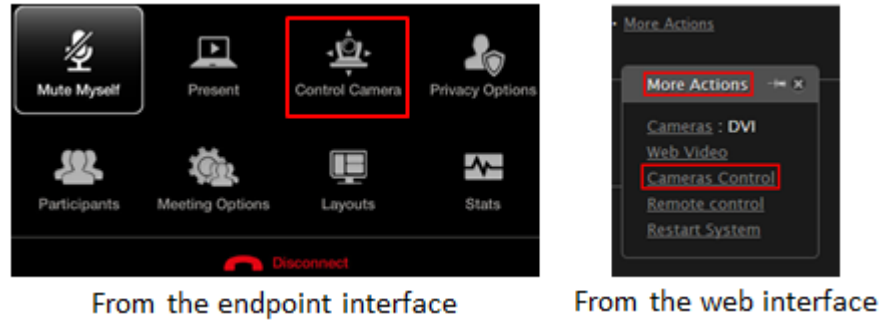 Mute Myself
Present
Control Camera
Privacy Options
Participants
Meeting Options
Layouts
Stats
Disconnect
From the endpoint interface
More Actions
More Actions
Cameras : DVI
Web Video
Cameras Control
Remote control
Restart System
From the web interface